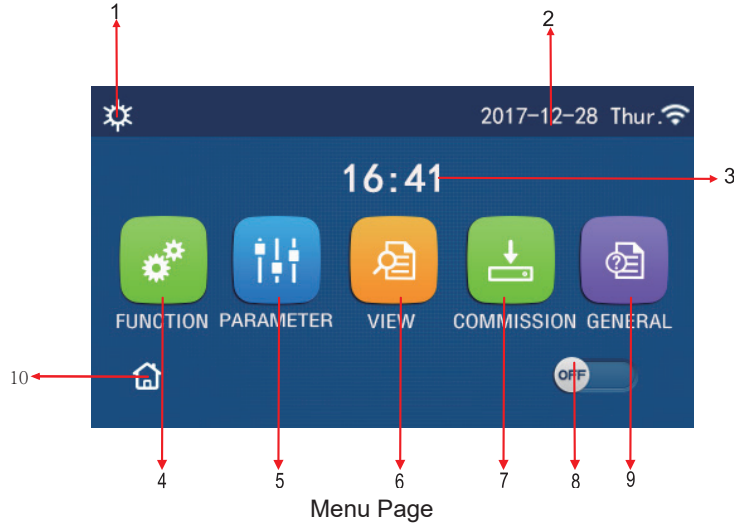 1
2
2017-12-28 Thur.
16:41
3
FUNCTION PARAMETER VIEW COMMISSION GENERAL
10
OFF
4 5 6 7 8 9
Menu Page